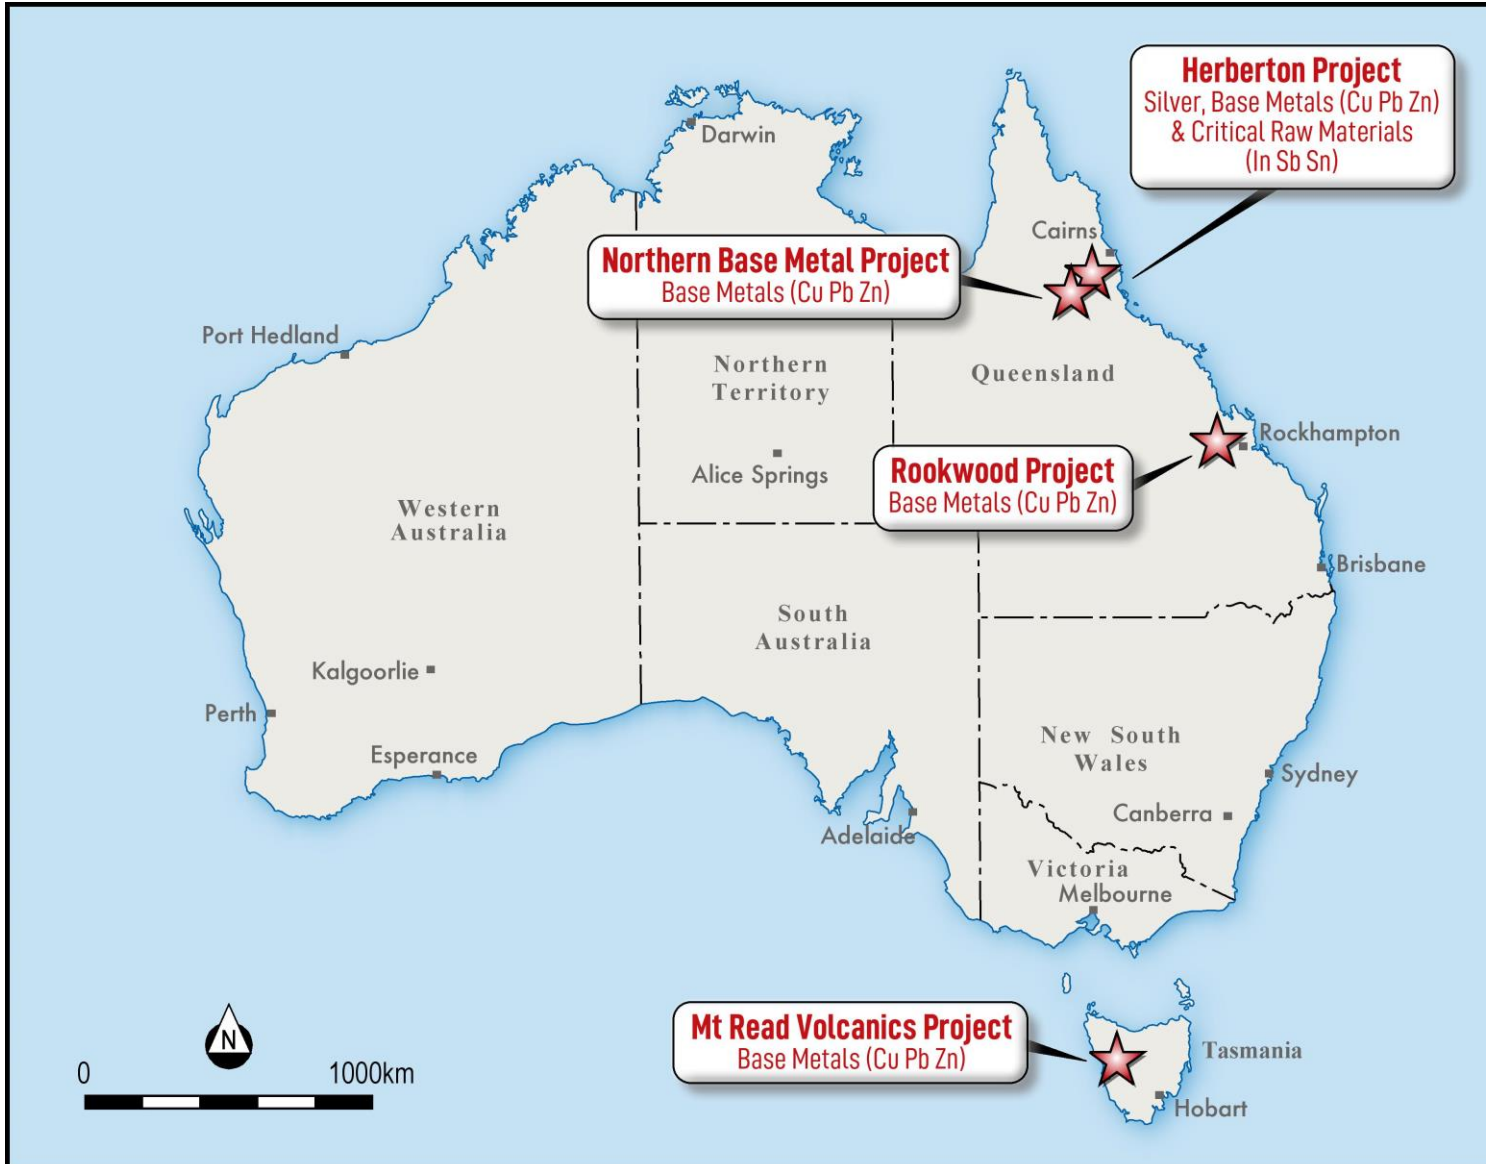 Herberton Project
Silver, Base Metals (Cu Pb Zn)
& Critical Raw Materials
(In Sb Sn)
Darwin
Cairns
Northern Base Metal Project
Base Metals (Cu Pb Zn)
Port Hedland
Northern
Territory
Queensland
Rockhampton
Rookwood Project
Base Metals (Cu Pb Zn)
Alice Springs
Western
Australia
Brisbane
South
Australia
Kalgoorlie
Perth
Esperance
New South
Wales
Sydney
Canberra
Adelaide
Victoria
Melbourne
Mt Read Volcanics Project
Base Metals (Cu Pb Zn)
Tasmania
Hobart
N
0 1000km